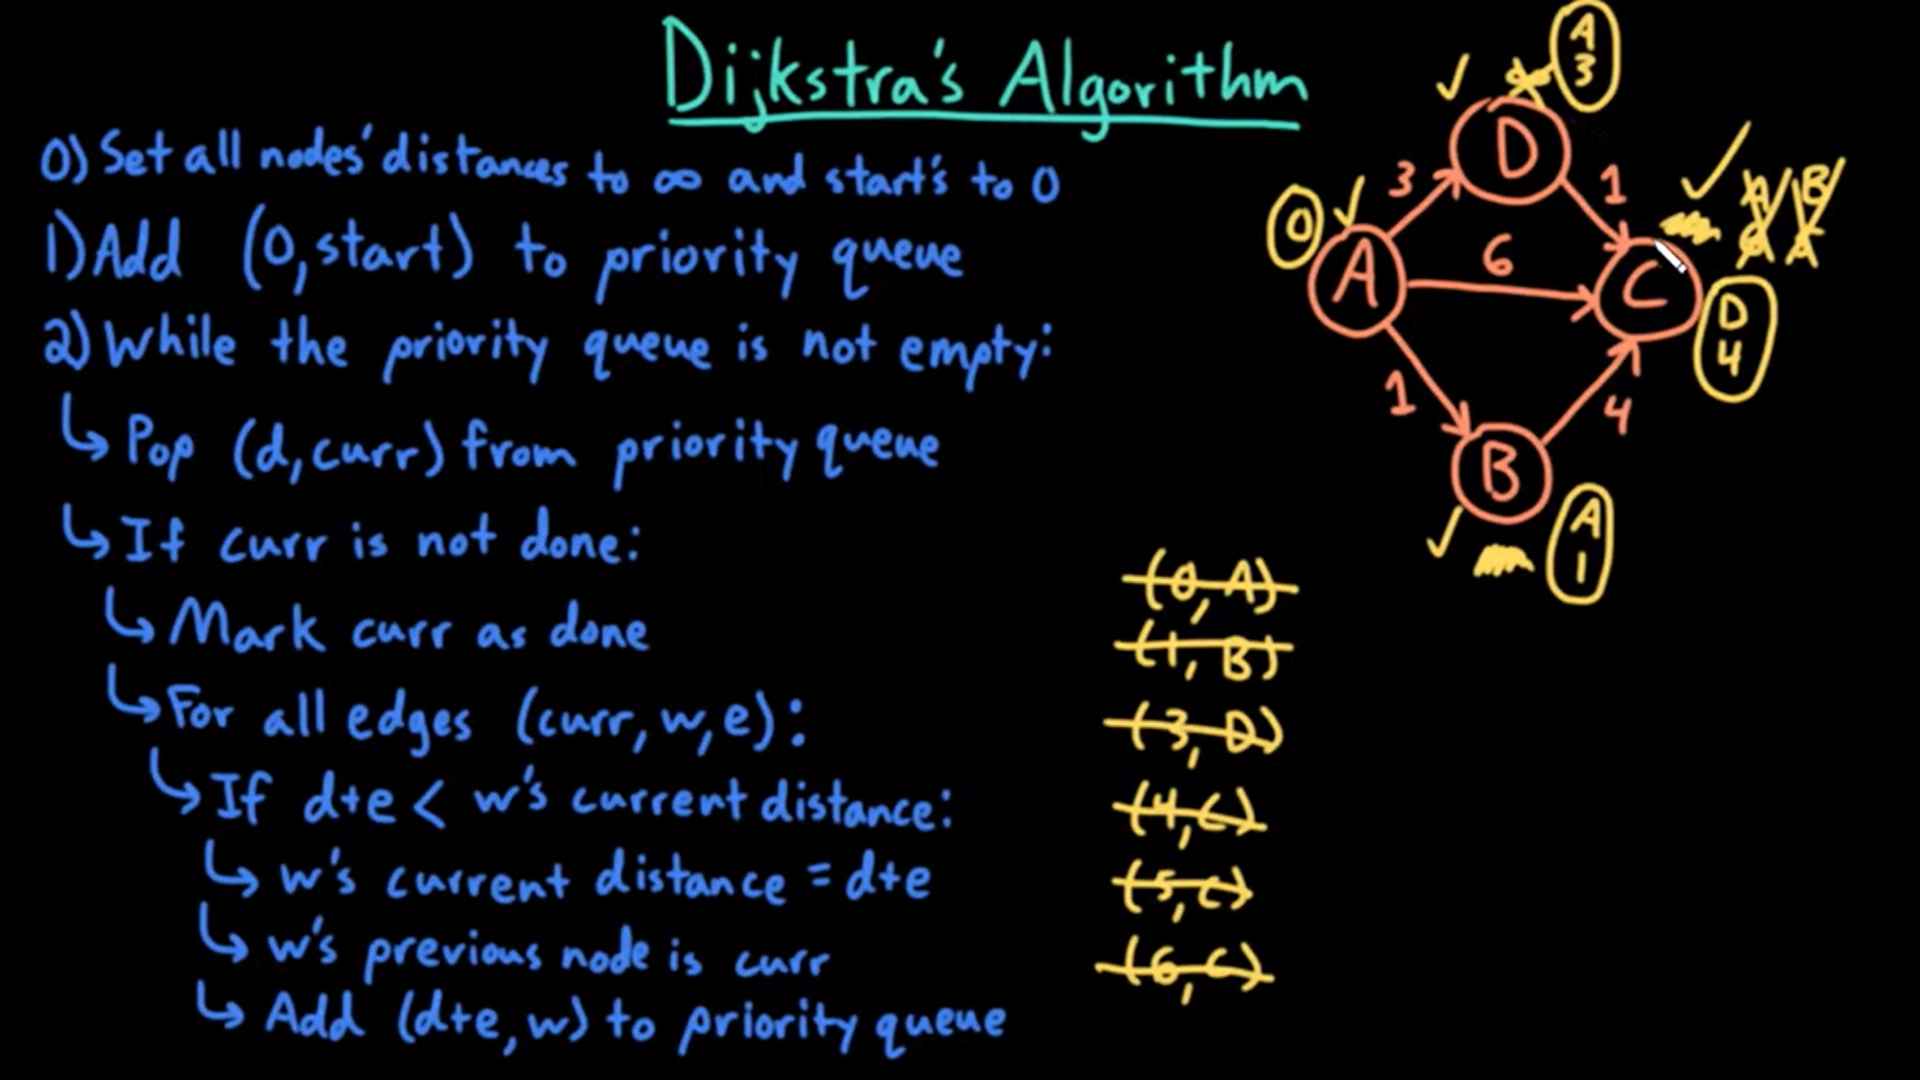 Dijkstra's Algorithm
0) Set all nodes' distances to ∞ and start's to 0
1) Add (0, start) to priority queue
2) While the priority queue is not empty:
↳ Pop (d, curr) from priority queue
↳ If curr is not done:
↳ Mark curr as done
↳ For all edges (curr, w, e):
↳ If d+e < w's current distance:
↳ w's current distance = d+e
↳ w's previous node is curr
↳ Add (d+e, w) to priority queue
A
3
D
3
1
0
A
6
C
A
B
D
4
1
4
B
A
1
(0, A)
(1, B)
(3, D)
(4, C)
(5, C)
(6, C)